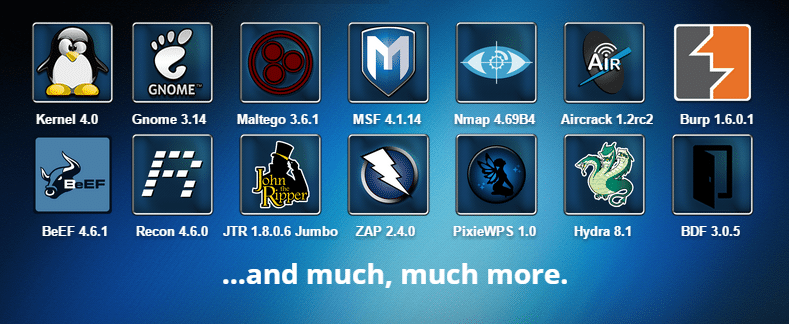 GNOME™
AiR
Kernel 4.0
Gnome 3.14
Maltego 3.6.1
MSF 4.1.14
Nmap 4.69B4
Aircrack 1.2rc2
Burp 1.6.0.1
BeEF
John
the
Ripper
BeEF 4.6.1
Recon 4.6.0
JTR 1.8.0.6 Jumbo
ZAP 2.4.0
PixieWPS 1.0
Hydra 8.1
BDF 3.0.5
...and much, much more.